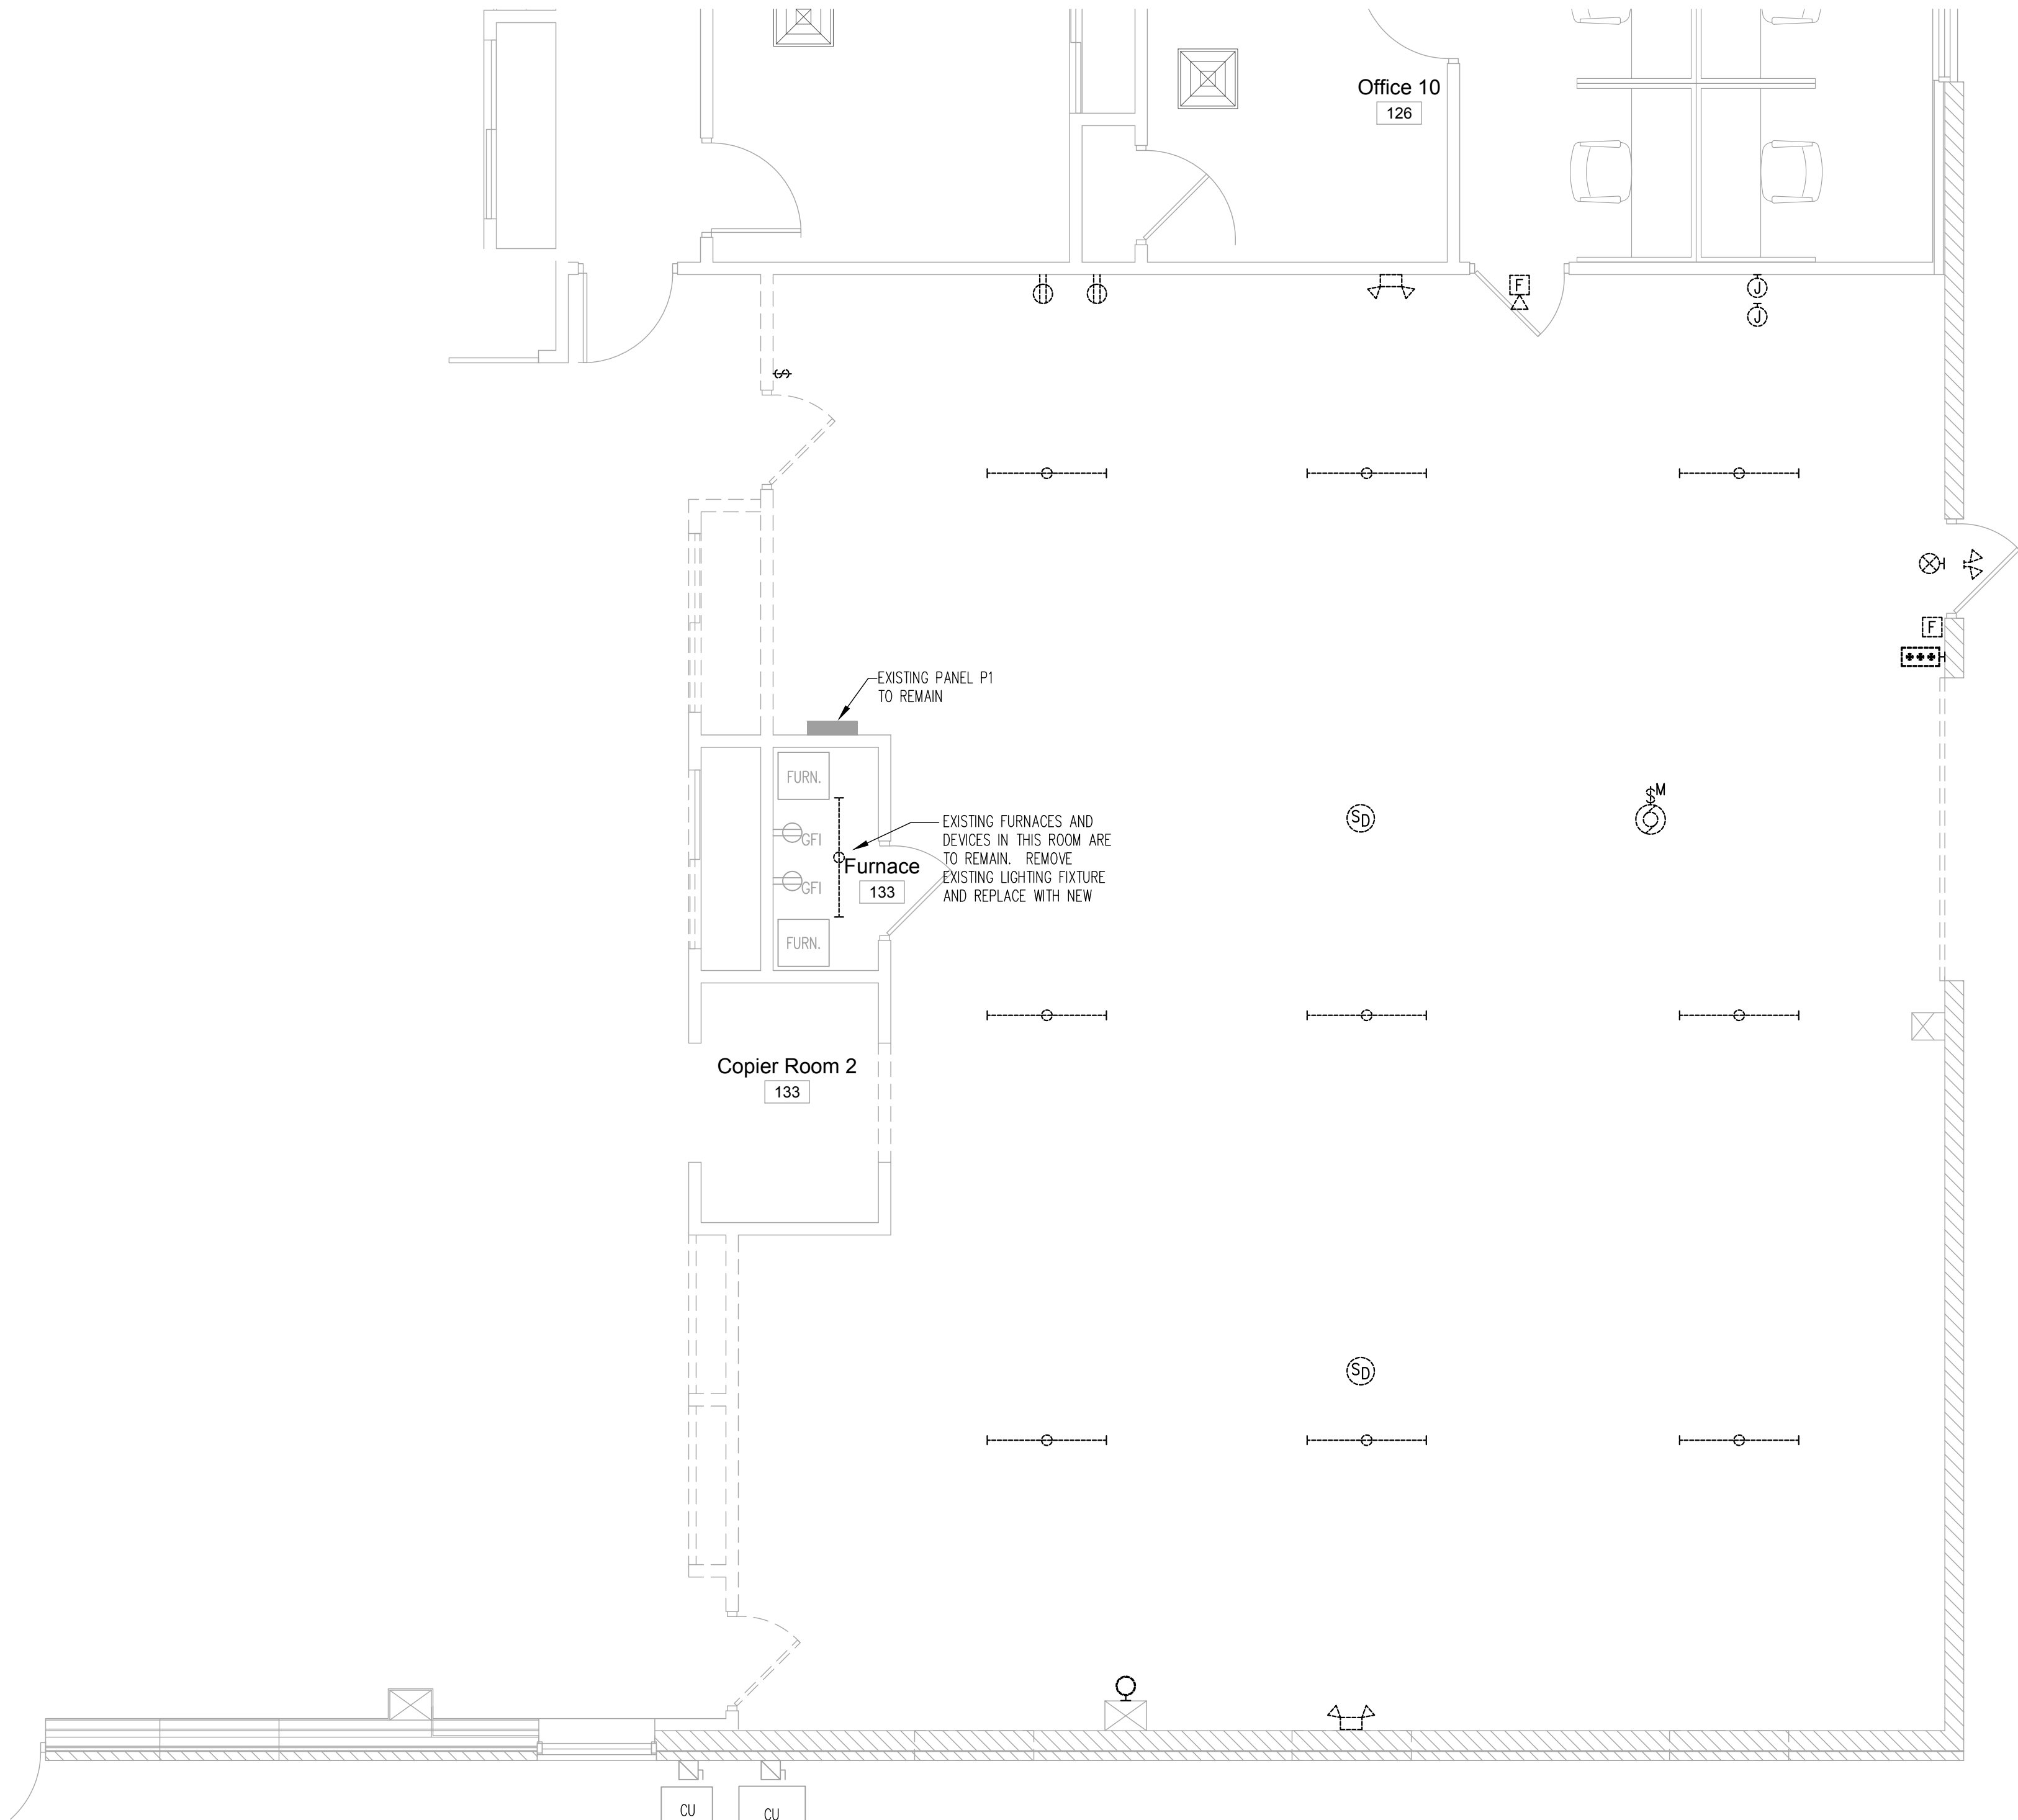 Office 10
126
F
J
J
$
F
EXISTING PANEL P1
TO REMAIN
FURN.
GFI
GFI
FURN.
EXISTING FURNACES AND
DEVICES IN THIS ROOM ARE
TO REMAIN. REMOVE
EXISTING LIGHTING FIXTURE
AND REPLACE WITH NEW
Furnace
133
SD
$M
Copier Room 2
133
SD
CU
CU